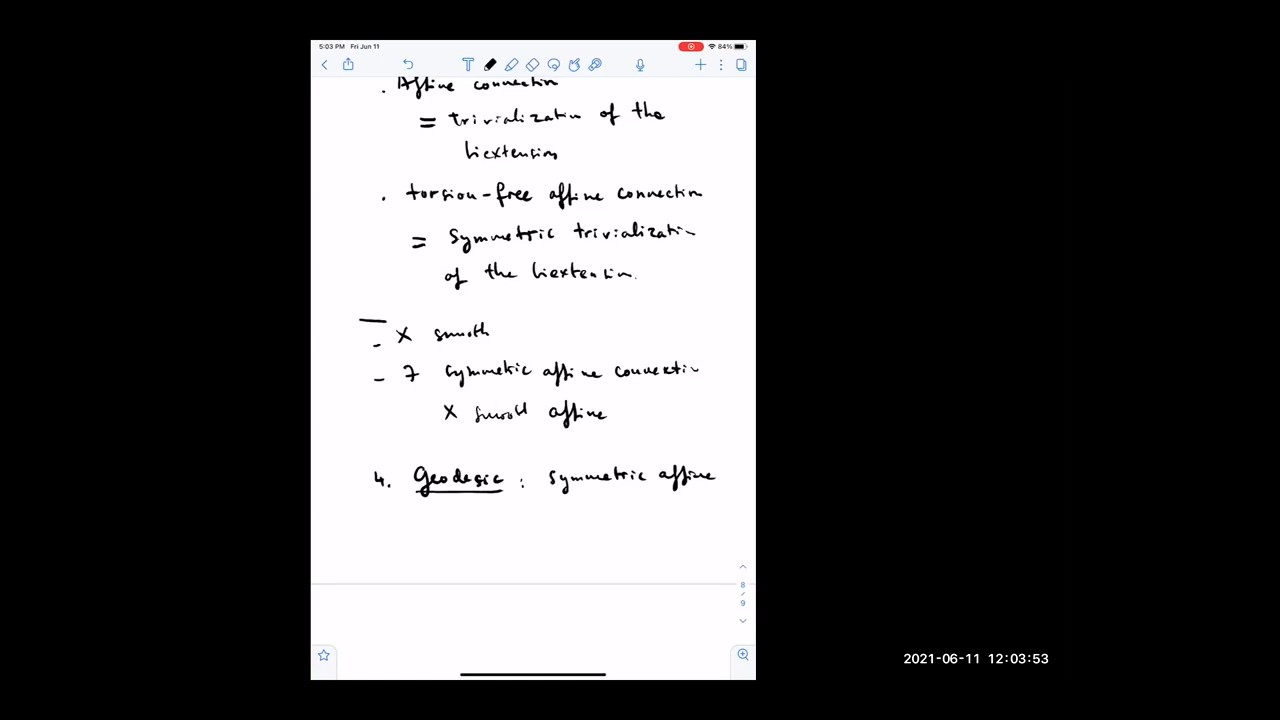 5:03 PM Fri Jun 11
84%
. Affine connection
= trivialization of the
biextension
. torsion-free affine connection
= symmetric trivialization
of the biextension.
- X smooth
- symmetric affine connection
X smooth affine
4. Geodesic : symmetric affine
8
/
9
2021-06-11 12:03:53